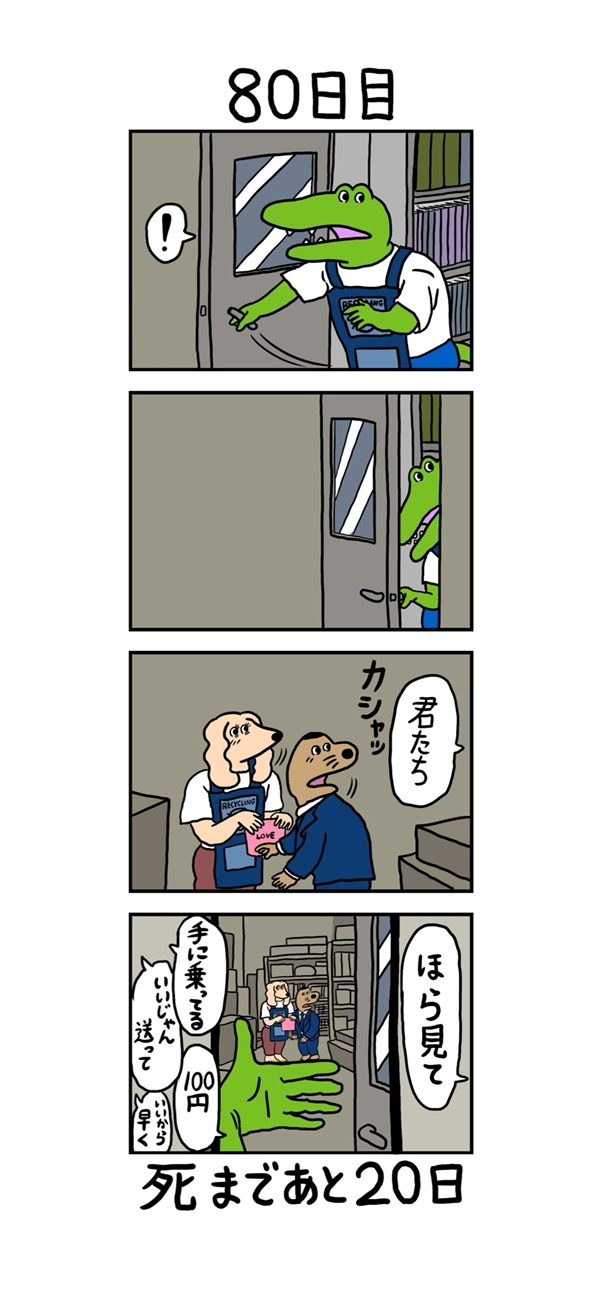 80日目
！
RECYCLING
君たち
カシャッ
RECYCLING
LOVE
ほら見て
手に乗ってる
100円
いいじゃん
送って
いいから
早く
死まであと20日